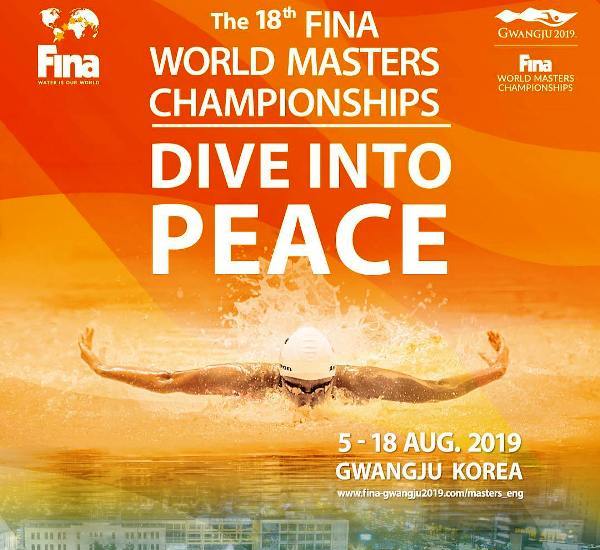 Fina
WATER IS OUR WORLD
The 18th FINA
WORLD MASTERS
CHAMPIONSHIPS
GWANGJU 2019.
Fina
WORLD MASTERS
CHAMPIONSHIPS
DIVE INTO
PEACE
5 - 18 AUG. 2019
GWANGJU KOREA
www.fina-gwangju2019.com/masters_eng